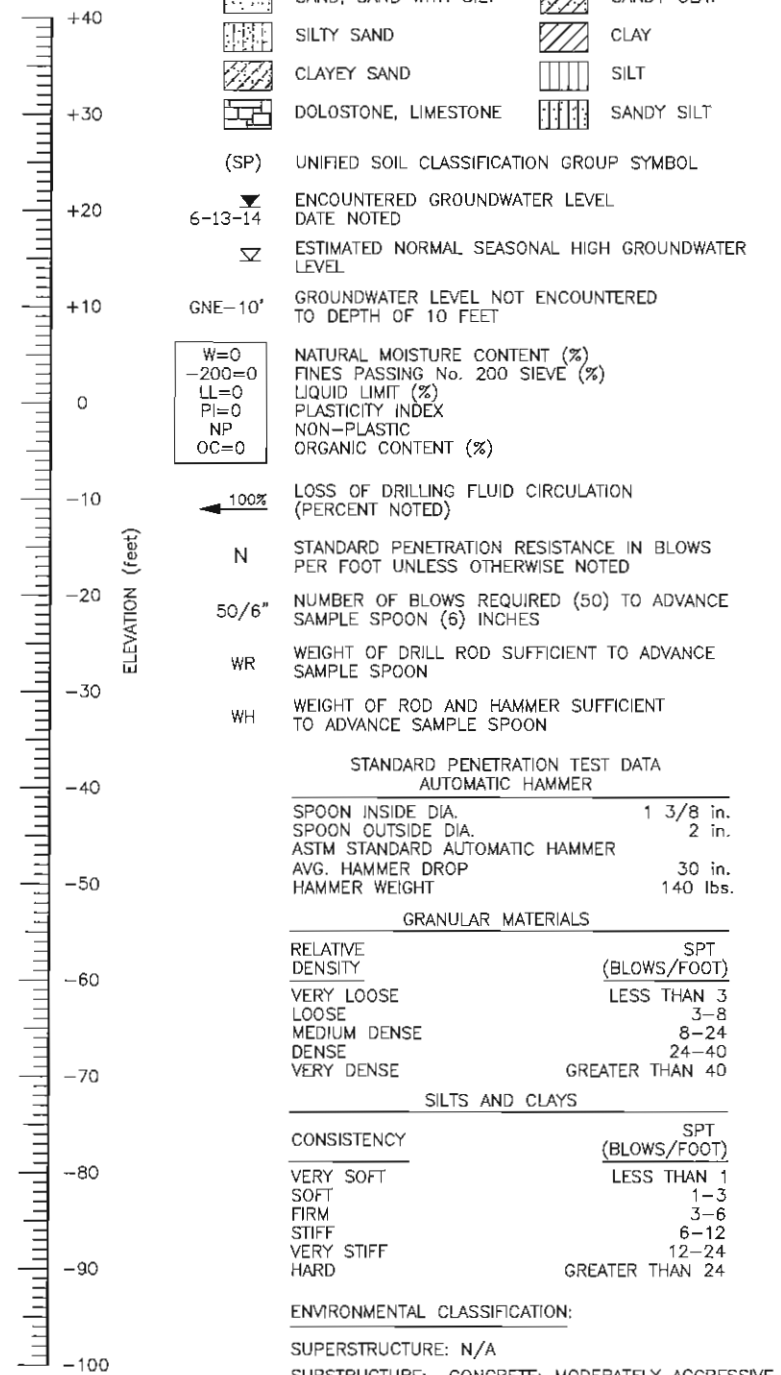 +40
+30
+20
+10
0
-10
-20
-30
-40
-50
-60
-70
-80
-90
-100
ELEVATION (feet)
SAND, SAND WITH SILT SANDY CLAY
SILTY SAND CLAY
CLAYEY SAND SILT
DOLOSTONE, LIMESTONE SANDY SILT
(SP) UNIFIED SOIL CLASSIFICATION GROUP SYMBOL
ENCOUNTERED GROUNDWATER LEVEL
6-13-14 DATE NOTED
ESTIMATED NORMAL SEASONAL HIGH GROUNDWATER
LEVEL
GNE-10' GROUNDWATER LEVEL NOT ENCOUNTERED
TO DEPTH OF 10 FEET
W=0 NATURAL MOISTURE CONTENT (%)
-200=0 FINES PASSING No. 200 SIEVE (%)
LL=0 LIQUID LIMIT (%)
PI=0 PLASTICITY INDEX
NP NON-PLASTIC
OC=0 ORGANIC CONTENT (%)
100% LOSS OF DRILLING FLUID CIRCULATION
(PERCENT NOTED)
N STANDARD PENETRATION RESISTANCE IN BLOWS
PER FOOT UNLESS OTHERWISE NOTED
50/6" NUMBER OF BLOWS REQUIRED (50) TO ADVANCE
SAMPLE SPOON (6) INCHES
WR WEIGHT OF DRILL ROD SUFFICIENT TO ADVANCE
SAMPLE SPOON
WH WEIGHT OF ROD AND HAMMER SUFFICIENT
TO ADVANCE SAMPLE SPOON
STANDARD PENETRATION TEST DATA
AUTOMATIC HAMMER
SPOON INSIDE DIA. 1 3/8 in.
SPOON OUTSIDE DIA. 2 in.
ASTM STANDARD AUTOMATIC HAMMER
AVG. HAMMER DROP 30 in.
HAMMER WEIGHT 140 lbs.
GRANULAR MATERIALS
RELATIVE SPT
DENSITY (BLOWS/FOOT)
VERY LOOSE LESS THAN 3
LOOSE 3-8
MEDIUM DENSE 8-24
DENSE 24-40
VERY DENSE GREATER THAN 40
SILTS AND CLAYS
CONSISTENCY SPT
(BLOWS/FOOT)
VERY SOFT LESS THAN 1
SOFT 1-3
FIRM 3-6
STIFF 6-12
VERY STIFF 12-24
HARD GREATER THAN 24
ENVIRONMENTAL CLASSIFICATION:
SUPERSTRUCTURE: N/A
SUBSTRUCTURE: CONCRETE: MODERATELY AGGRESSIVE